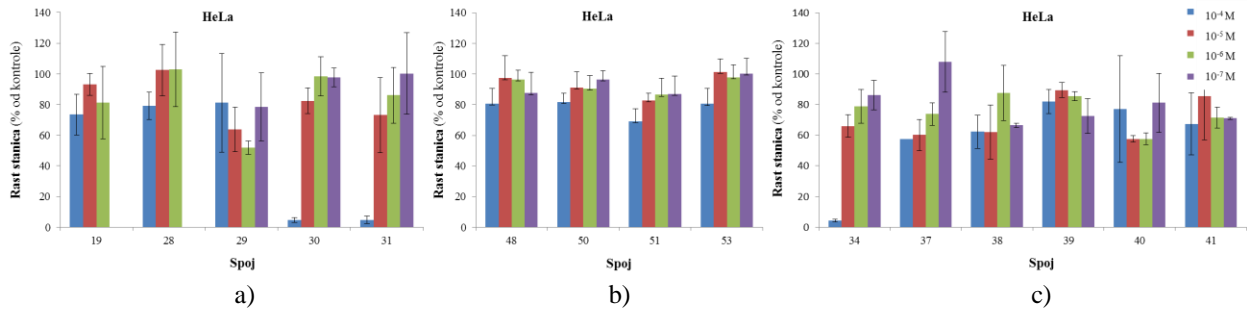 HeLa
Rast stanica (% od kontrole)
140
120
100
80
60
40
20
0
19 28 29 30 31
Spoj
a)
HeLa
Rast stanica (% od kontrole)
140
120
100
80
60
40
20
0
48 50 51 53
Spoj
b)
HeLa
Rast stanica (% od kontrole)
140
120
100
80
60
40
20
0
34 37 38 39 40 41
Spoj
c)
10⁻⁴ M
10⁻⁵ M
10⁻⁶ M
10⁻⁷ M